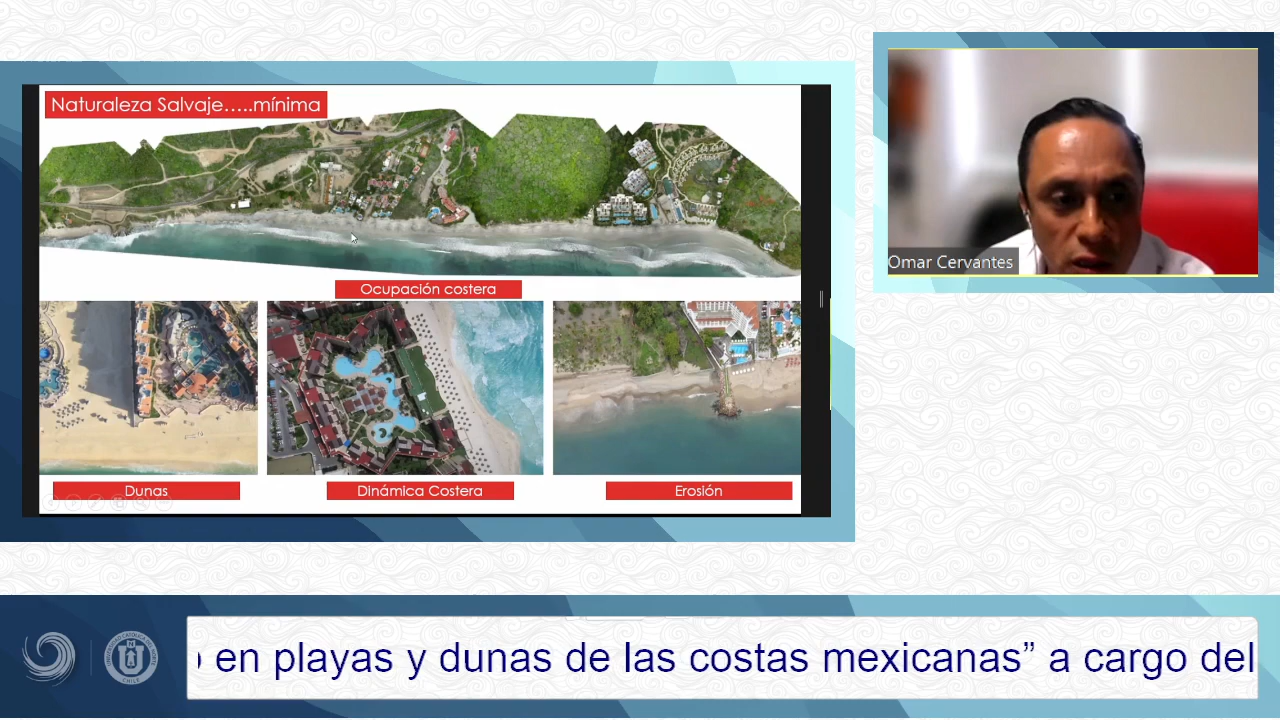 Naturaleza Salvaje.....mínima
Ocupación costera
Dunas
Dinámica Costera
Erosión
Omar Cervantes
en playas y dunas de las costas mexicanas” a cargo del